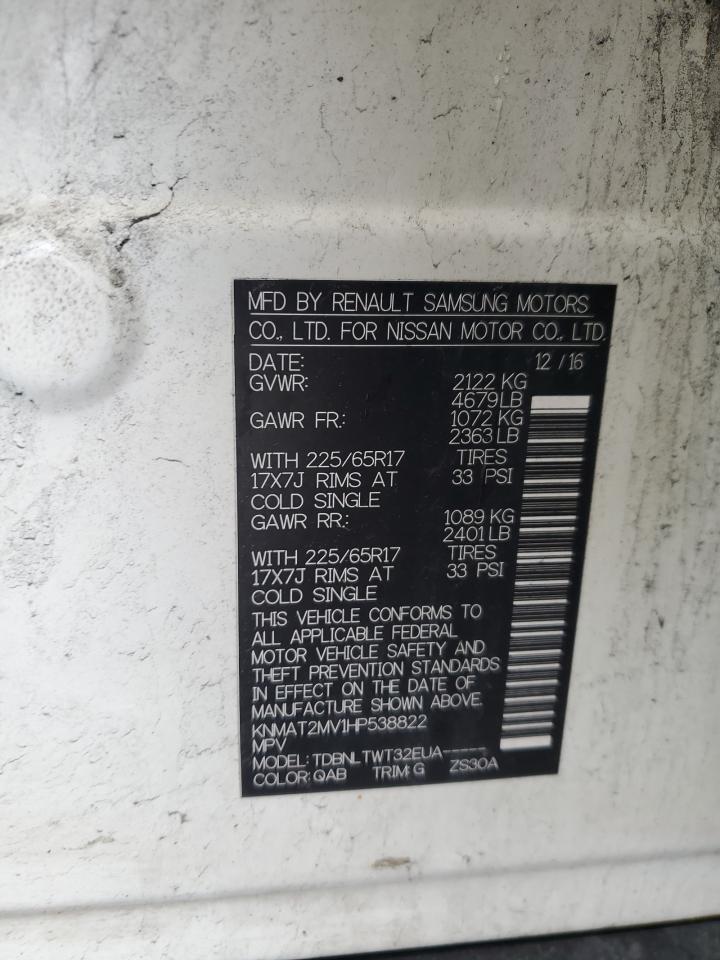 MFD BY RENAULT SAMSUNG MOTORS
CO., LTD. FOR NISSAN MOTOR CO., LTD.
DATE: 12 / 16
GVWR: 2122 KG
4679LB
GAWR FR.: 1072 KG
2363 LB
WITH 225/65R17 TIRES
17X7J RIMS AT 33 PSI
COLD SINGLE
GAWR RR.: 1089 KG
2401 LB
WITH 225/65R17 TIRES
17X7J RIMS AT 33 PSI
COLD SINGLE
THIS VEHICLE CONFORMS TO
ALL APPLICABLE FEDERAL
MOTOR VEHICLE SAFETY AND
THEFT PREVENTION STANDARDS
IN EFFECT ON THE DATE OF
MANUFACTURE SHOWN ABOVE.
KNMAT2MV1HP538822
MPV
MODEL: TDBNLTWT32EUA------
COLOR: QAB TRIM: G ZS30A